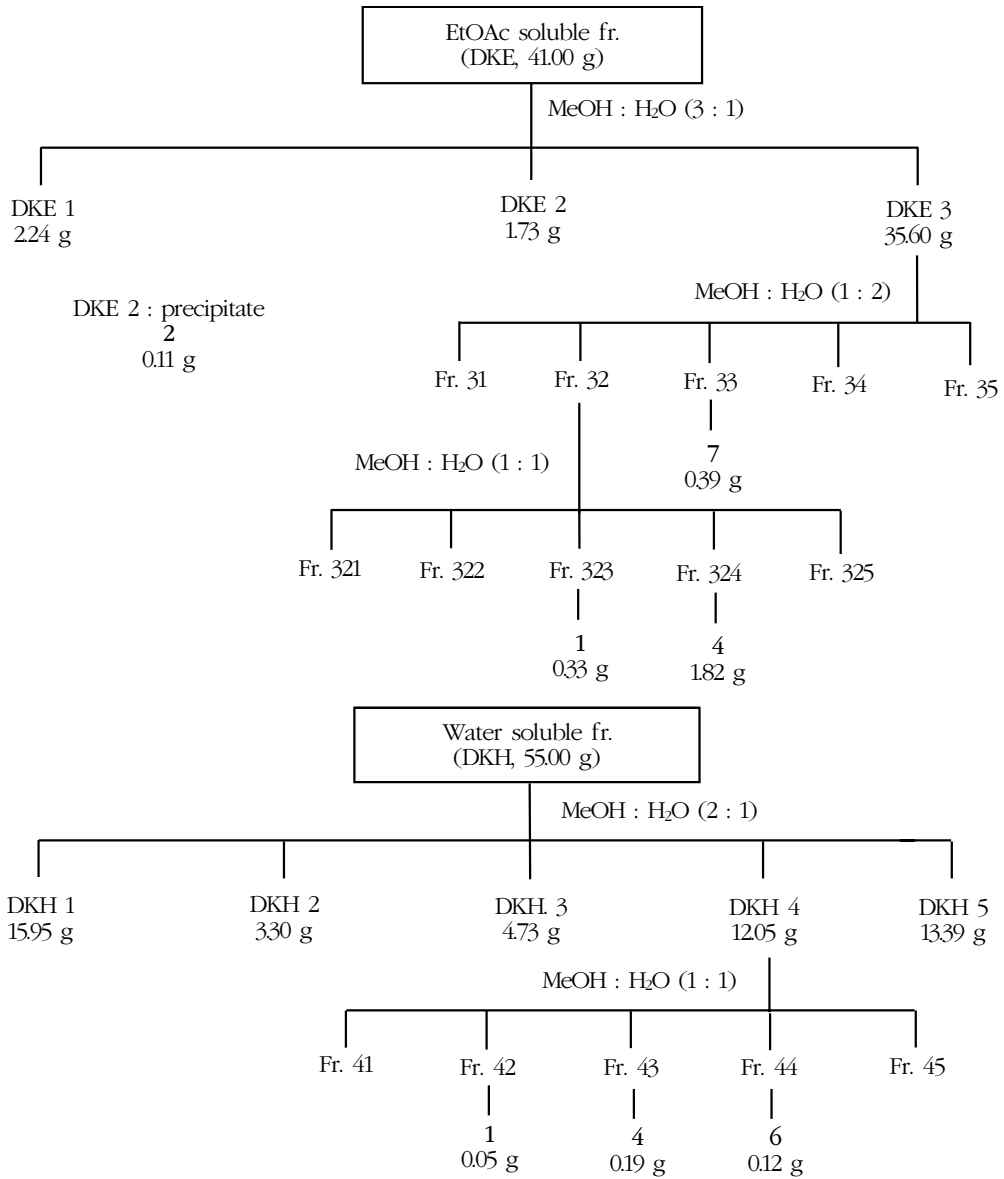 EtOAc soluble fr.
(DKE, 41.00 g)
MeOH : H₂O (3 : 1)
DKE 1
2.24 g
DKE 2
1.73 g
DKE 3
35.60 g
DKE 2 : precipitate
2
0.11 g
MeOH : H₂O (1 : 2)
Fr. 31
Fr. 32
Fr. 33
Fr. 34
Fr. 35
7
0.39 g
MeOH : H₂O (1 : 1)
Fr. 321
Fr. 322
Fr. 323
Fr. 324
Fr. 325
1
0.33 g
4
1.82 g
Water soluble fr.
(DKH, 55.00 g)
MeOH : H₂O (2 : 1)
DKH 1
15.95 g
DKH 2
3.30 g
DKH. 3
4.73 g
DKH 4
12.05 g
DKH 5
13.39 g
MeOH : H₂O (1 : 1)
Fr. 41
Fr. 42
Fr. 43
Fr. 44
Fr. 45
1
0.05 g
4
0.19 g
6
0.12 g